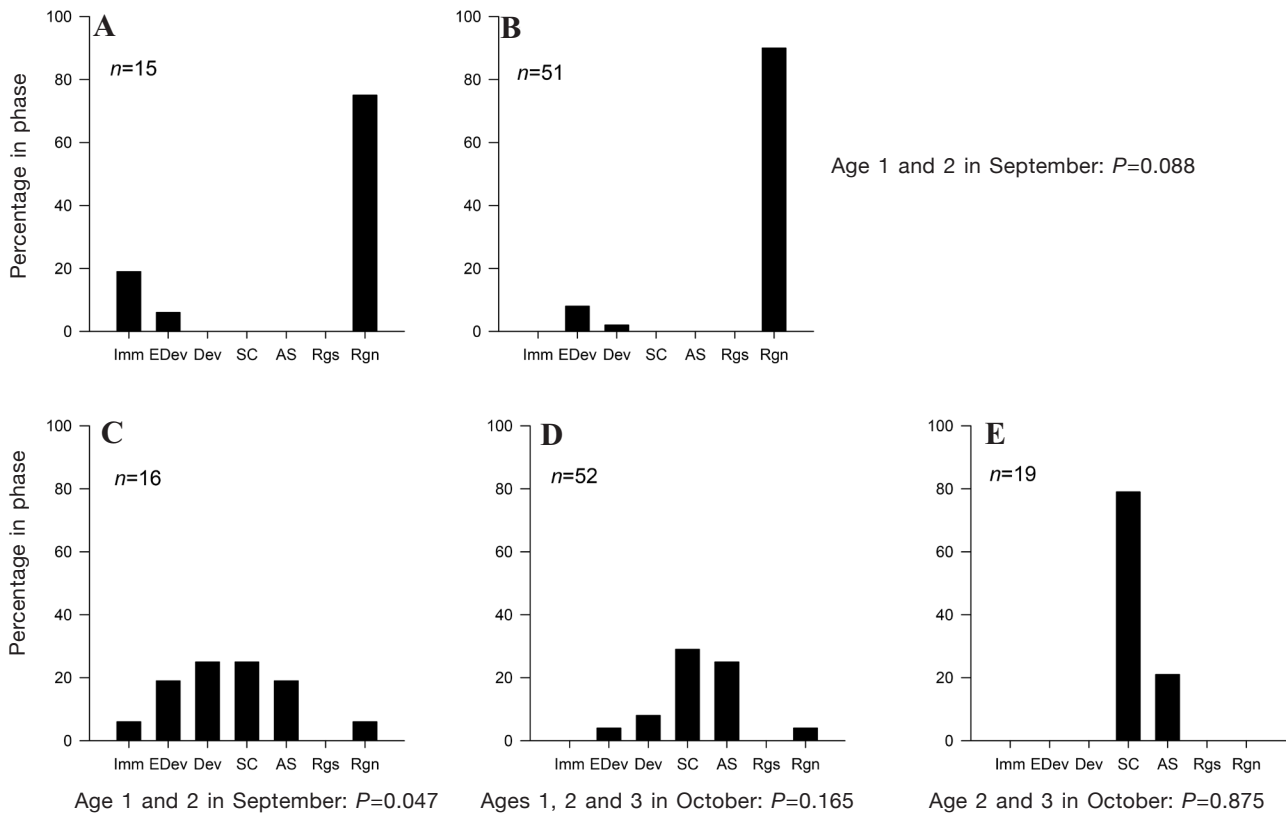 A
n=15
Percentage in phase
100
80
60
40
20
0
Imm EDev Dev SC AS Rgs Rgn
B
n=51
100
80
60
40
20
0
Imm EDev Dev SC AS Rgs Rgn
Age 1 and 2 in September: P=0.088
C
n=16
Percentage in phase
100
80
60
40
20
0
Imm EDev Dev SC AS Rgs Rgn
Age 1 and 2 in September: P=0.047
D
n=52
100
80
60
40
20
0
Imm EDev Dev SC AS Rgs Rgn
Ages 1, 2 and 3 in October: P=0.165
E
n=19
100
80
60
40
20
0
Imm EDev Dev SC AS Rgs Rgn
Age 2 and 3 in October: P=0.875